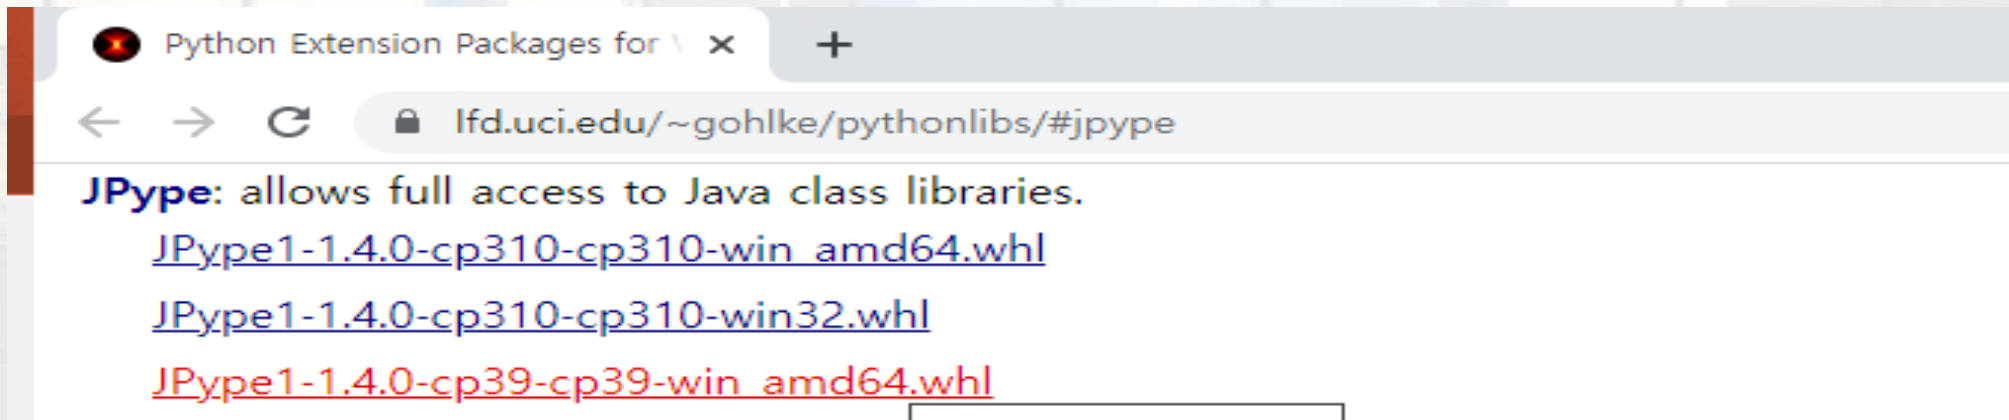 Python Extension Packages for
lfd.uci.edu/~gohlke/pythonlibs/#jpype
JPype: allows full access to Java class libraries.
JPype1-1.4.0-cp310-cp310-win_amd64.whl
JPype1-1.4.0-cp310-cp310-win32.whl
JPype1-1.4.0-cp39-cp39-win_amd64.whl